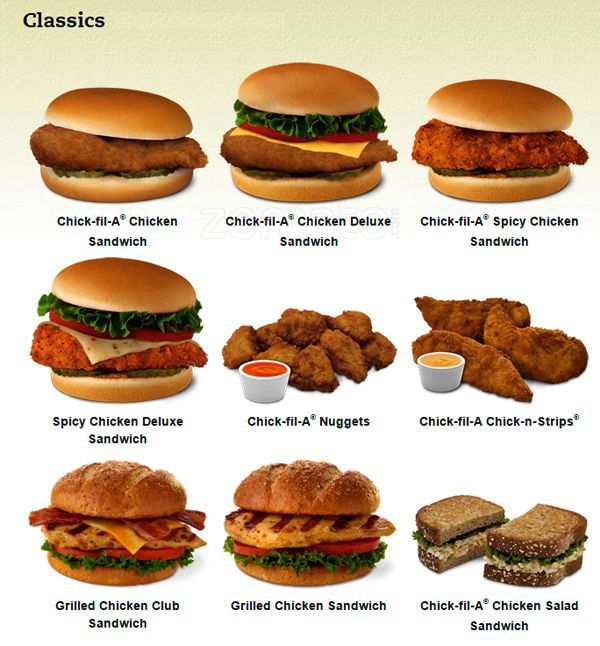 Classics
Chick-fil-A® Chicken
Sandwich
Chick-fil-A® Chicken Deluxe
Sandwich
Chick-fil-A® Spicy Chicken
Sandwich
zomato.com
Spicy Chicken Deluxe
Sandwich
Chick-fil-A® Nuggets
Chick-fil-A Chick-n-Strips®
Grilled Chicken Club
Sandwich
Grilled Chicken Sandwich
Chick-fil-A® Chicken Salad
Sandwich